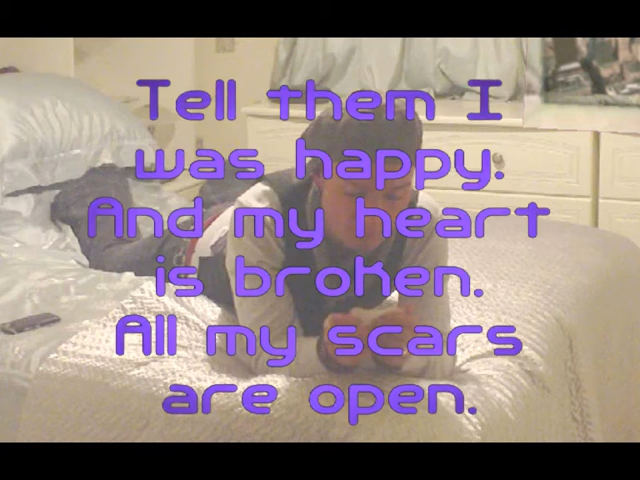 Tell them I
was happy.
And my heart
is broken.
All my scars
are open.